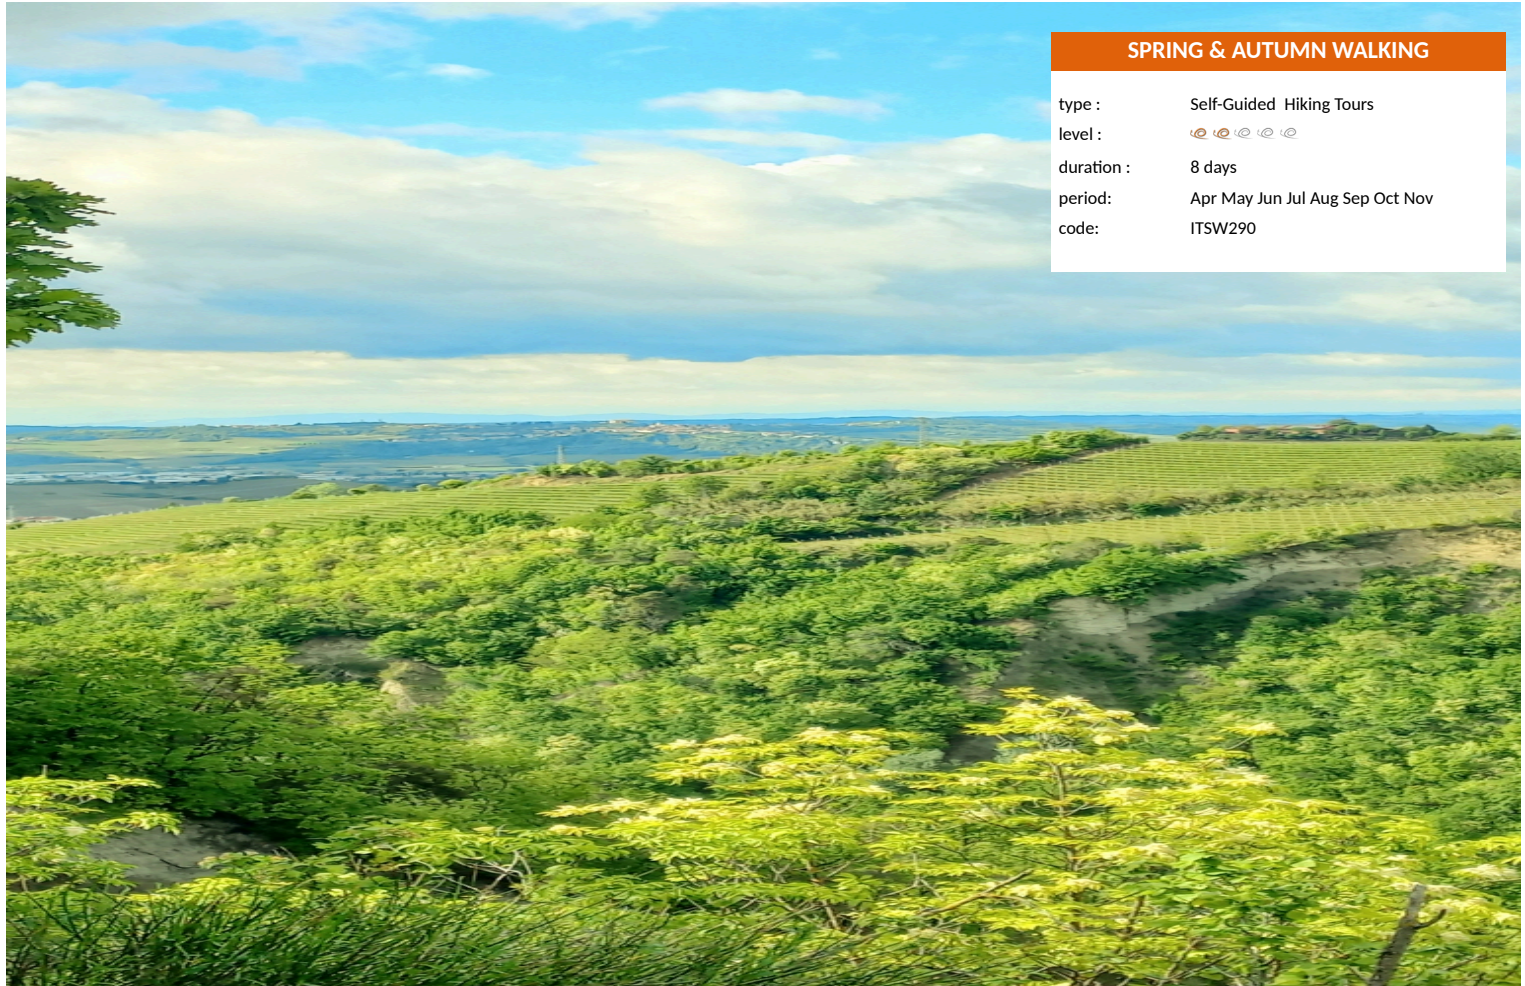 SPRING & AUTUMN WALKING
type : Self-Guided Hiking Tours
level :
duration : 8 days
period: Apr May Jun Jul Aug Sep Oct Nov
code: ITSW290